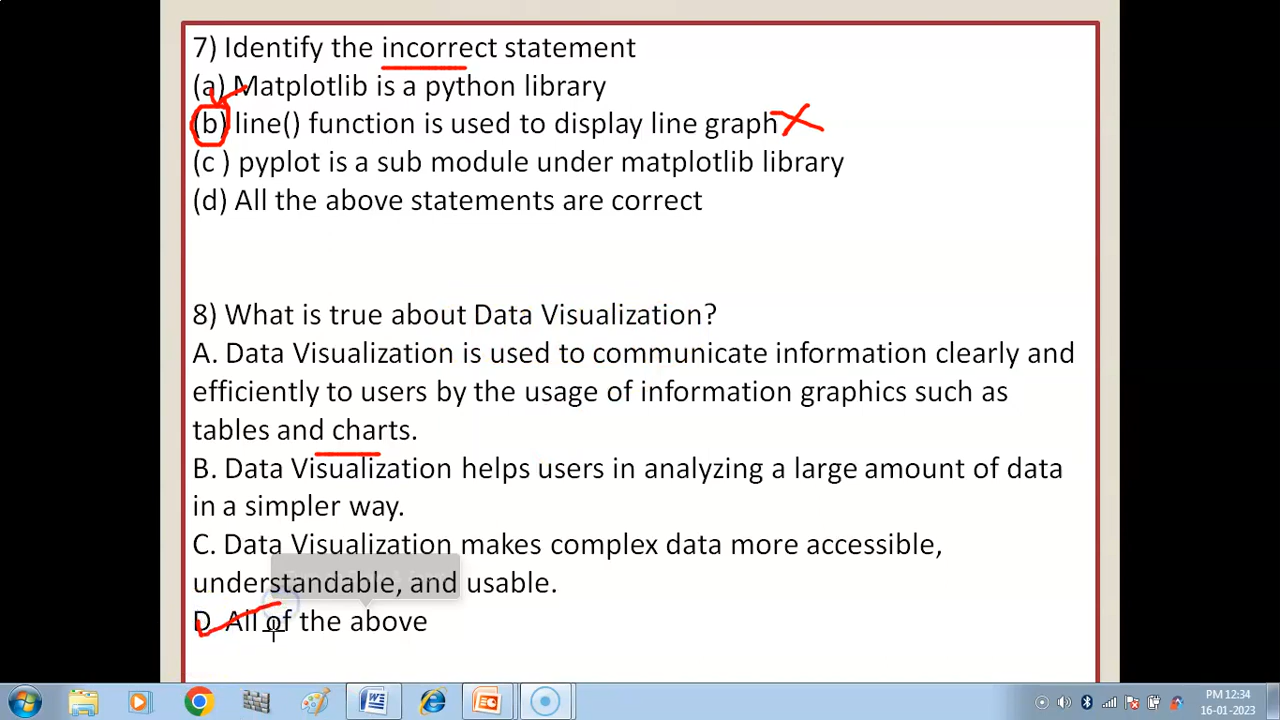 7) Identify the incorrect statement
(a) Matplotlib is a python library
(b) line() function is used to display line graph
(c ) pyplot is a sub module under matplotlib library
(d) All the above statements are correct
8) What is true about Data Visualization?
A. Data Visualization is used to communicate information clearly and
efficiently to users by the usage of information graphics such as
tables and charts.
B. Data Visualization helps users in analyzing a large amount of data
in a simpler way.
C. Data Visualization makes complex data more accessible,
understandable, and usable.
D. All of the above
PM 12:34
16-01-2023